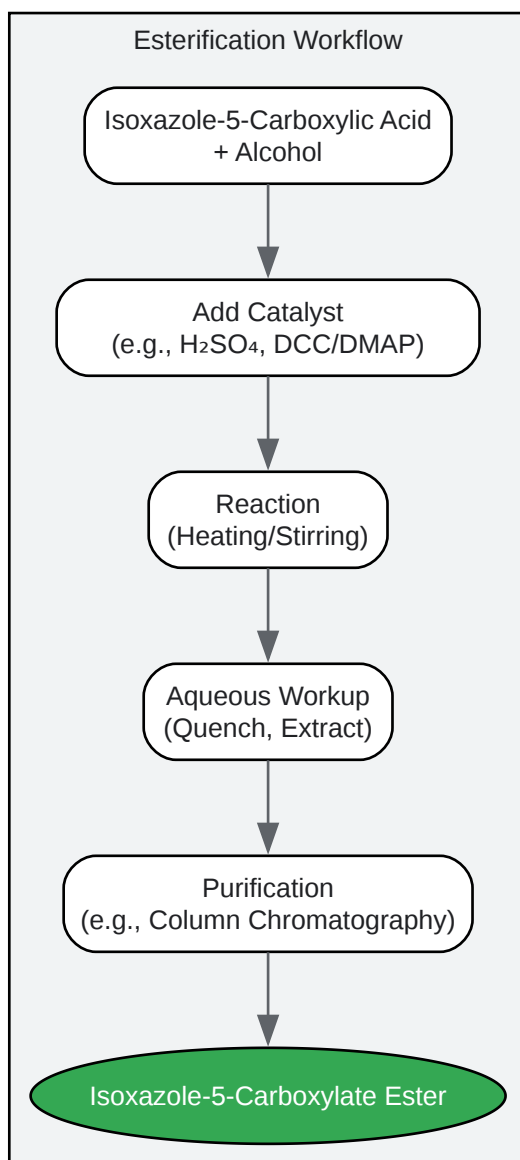 Esterification Workflow
Isoxazole-5-Carboxylic Acid
+ Alcohol
Add Catalyst
(e.g., H₂SO₄, DCC/DMAP)
Reaction
(Heating/Stirring)
Aqueous Workup
(Quench, Extract)
Purification
(e.g., Column Chromatography)
Isoxazole-5-Carboxylate Ester